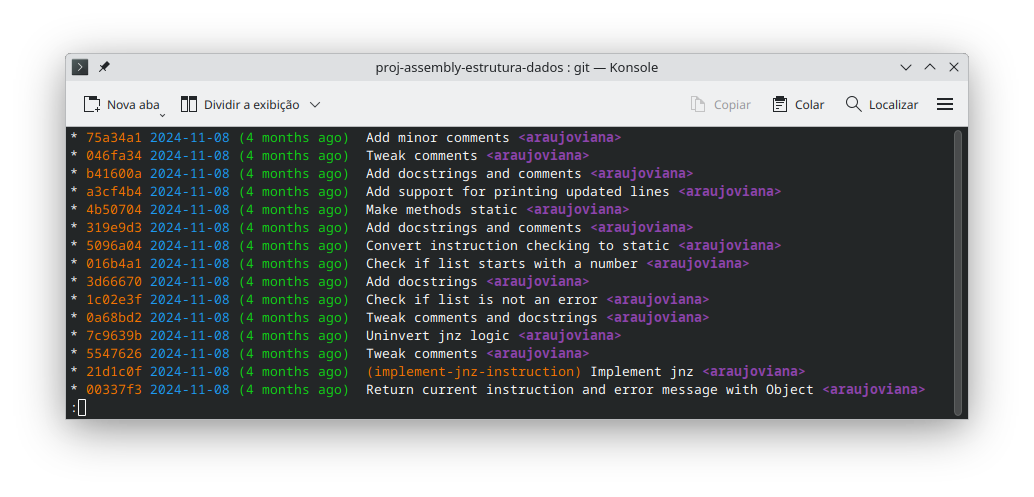 proj-assembly-estrutura-dados : git — Konsole
Nova aba Dividir a exibição Copiar Colar Localizar
* 75a34a1 2024-11-08 (4 months ago) Add minor comments <araujoviana>
* 046fa34 2024-11-08 (4 months ago) Tweak comments <araujoviana>
* b41600a 2024-11-08 (4 months ago) Add docstrings and comments <araujoviana>
* a3cf4b4 2024-11-08 (4 months ago) Add support for printing updated lines <araujoviana>
* 4b50704 2024-11-08 (4 months ago) Make methods static <araujoviana>
* 319e9d3 2024-11-08 (4 months ago) Add docstrings and comments <araujoviana>
* 5096a04 2024-11-08 (4 months ago) Convert instruction checking to static <araujoviana>
* 016b4a1 2024-11-08 (4 months ago) Check if list starts with a number <araujoviana>
* 3d66670 2024-11-08 (4 months ago) Add docstrings <araujoviana>
* 1c02e3f 2024-11-08 (4 months ago) Check if list is not an error <araujoviana>
* 0a68bd2 2024-11-08 (4 months ago) Tweak comments and docstrings <araujoviana>
* 7c9639b 2024-11-08 (4 months ago) Uninvert jnz logic <araujoviana>
* 5547626 2024-11-08 (4 months ago) Tweak comments <araujoviana>
* 21d1c0f 2024-11-08 (4 months ago) (implement-jnz-instruction) Implement jnz <araujoviana>
* 00337f3 2024-11-08 (4 months ago) Return current instruction and error message with Object <araujoviana>
: